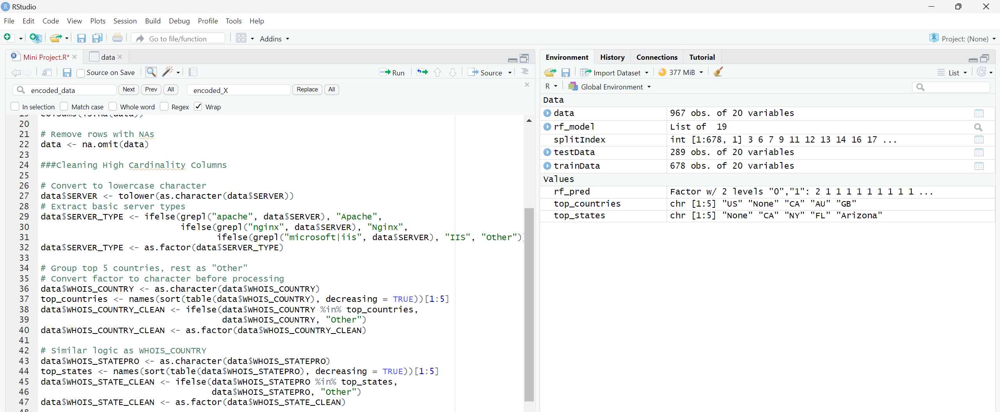 RStudio
File Edit Code View Plots Session Build Debug Profile Tools Help
Go to file/function Addins Project: (None)
Mini Project.R* data
Source on Save Run Source
encoded_data Next Prev All encoded_X Replace All
In selection Match case Whole word Regex Wrap
20
21 # Remove rows with NAs
22 data <- na.omit(data)
23
24 ###Cleaning High Cardinality Columns
25
26 # Convert to lowercase character
27 data$SERVER <- tolower(as.character(data$SERVER))
28 # Extract basic server types
29 data$SERVER_TYPE <- ifelse(grepl("apache", data$SERVER), "Apache",
30 ifelse(grepl("nginx", data$SERVER), "Nginx",
31 ifelse(grepl("microsoft|iis", data$SERVER), "IIS", "Other")
32 data$SERVER_TYPE <- as.factor(data$SERVER_TYPE)
33
34 # Group top 5 countries, rest as "Other"
35 # Convert factor to character before processing
36 data$WHOIS_COUNTRY <- as.character(data$WHOIS_COUNTRY)
37 top_countries <- names(sort(table(data$WHOIS_COUNTRY), decreasing = TRUE))[1:5]
38 data$WHOIS_COUNTRY_CLEAN <- ifelse(data$WHOIS_COUNTRY %in% top_countries,
39 data$WHOIS_COUNTRY, "Other")
40 data$WHOIS_COUNTRY_CLEAN <- as.factor(data$WHOIS_COUNTRY_CLEAN)
41
42 # Similar logic as WHOIS_COUNTRY
43 data$WHOIS_STATEPRO <- as.character(data$WHOIS_STATEPRO)
44 top_states <- names(sort(table(data$WHOIS_STATEPRO), decreasing = TRUE))[1:5]
45 data$WHOIS_STATE_CLEAN <- ifelse(data$WHOIS_STATEPRO %in% top_states,
46 data$WHOIS_STATEPRO, "Other")
47 data$WHOIS_STATE_CLEAN <- as.factor(data$WHOIS_STATE_CLEAN)
Environment History Connections Tutorial
Import Dataset 377 MiB List
R Global Environment
Data
data 967 obs. of 20 variables
rf_model List of 19
splitIndex int [1:678, 1] 3 6 7 9 11 12 13 14 16 17 ...
testData 289 obs. of 20 variables
trainData 678 obs. of 20 variables
Values
rf_pred Factor w/ 2 levels "0","1": 2 1 1 1 1 1 1 1 1 1 ...
top_countries chr [1:5] "US" "None" "CA" "AU" "GB"
top_states chr [1:5] "None" "CA" "NY" "FL" "Arizona"